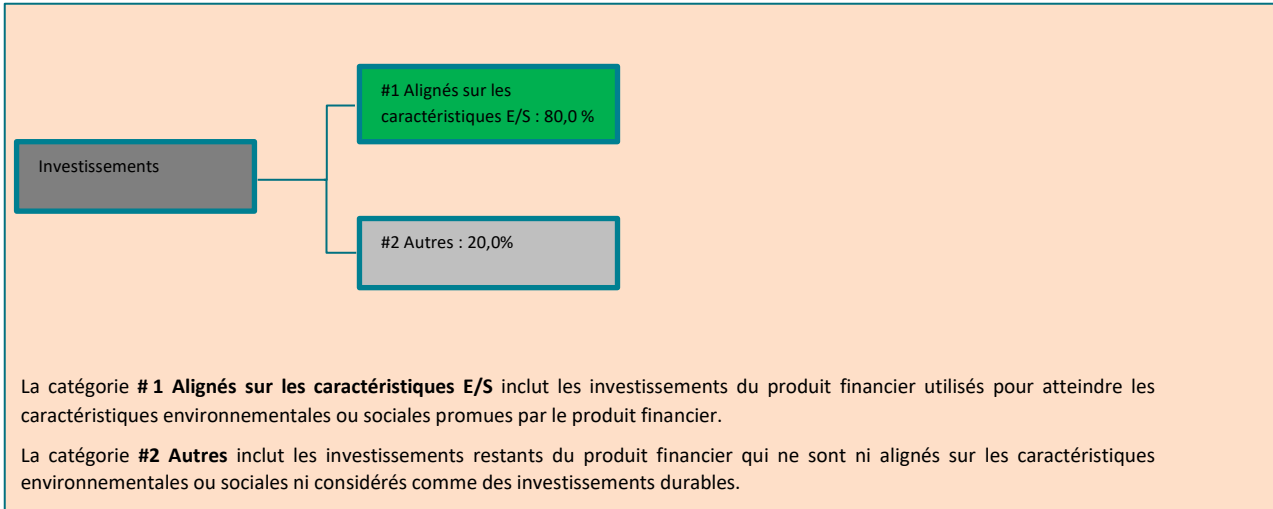 #1 Alignés sur les
caractéristiques E/S : 80,0 %
Investissements
#2 Autres : 20,0%
La catégorie # 1 Alignés sur les caractéristiques E/S inclut les investissements du produit financier utilisés pour atteindre les
caractéristiques environnementales ou sociales promues par le produit financier.
La catégorie #2 Autres inclut les investissements restants du produit financier qui ne sont ni alignés sur les caractéristiques
environnementales ou sociales ni considérés comme des investissements durables.